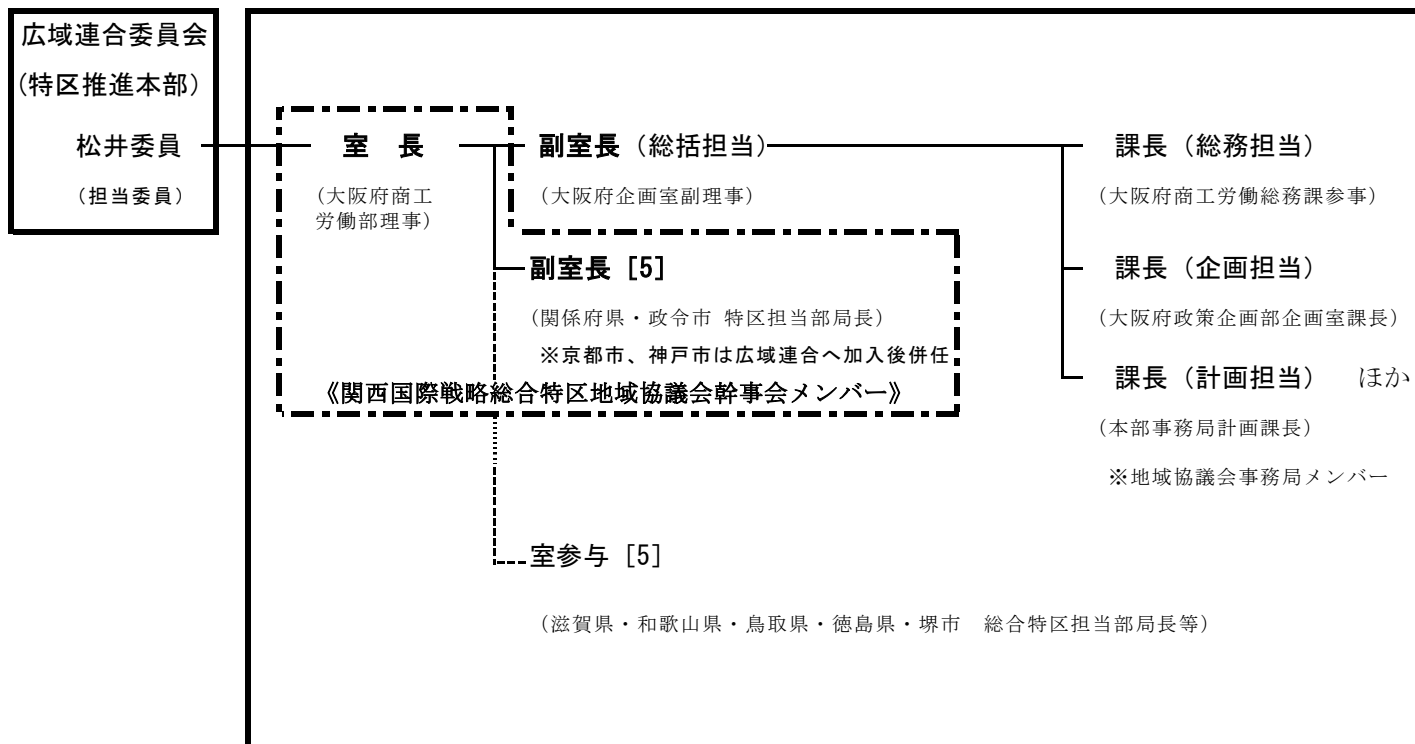 広域連合委員会
（特区推進本部）
松井委員
（担当委員）
室　長
（大阪府商工
労働部理事）
副室長（総括担当）
（大阪府企画室副理事）
副室長［5］
（関係府県・政令市 特区担当部局長）
※京都市、神戸市は広域連合へ加入後併任
《関西国際戦略総合特区地域協議会幹事会メンバー》
室参与［5］
（滋賀県・和歌山県・鳥取県・徳島県・堺市　総合特区担当部局長等）
課長（総務担当）
（大阪府商工労働総務課参事）
課長（企画担当）
（大阪府政策企画部企画室課長）
課長（計画担当）　ほか
（本部事務局計画課長）
※地域協議会事務局メンバー